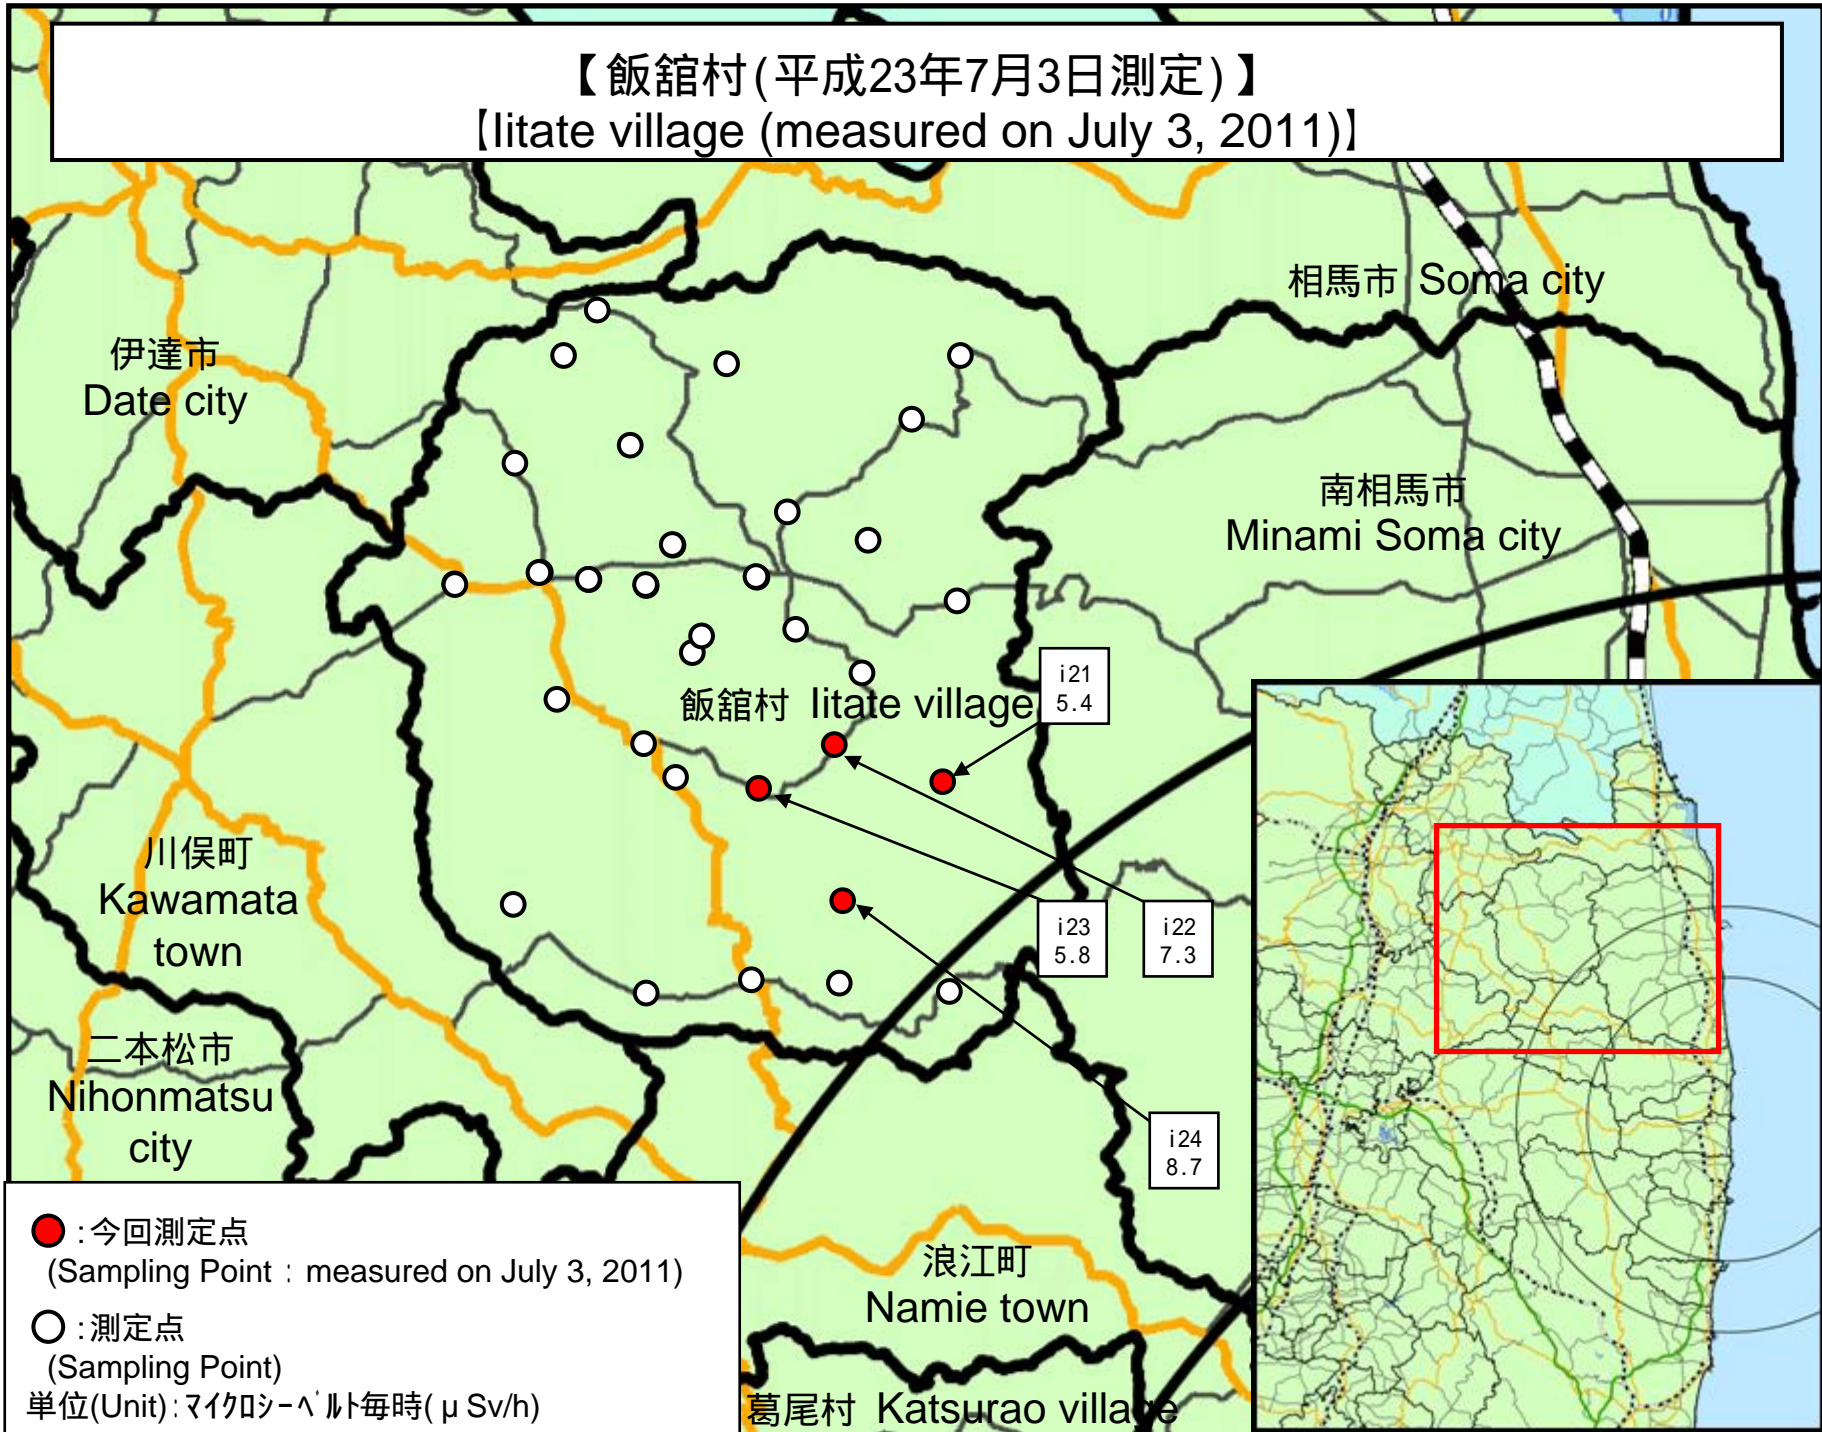 【飯舘村(平成23年7月3日測定)】
【Iitate village (measured on July 3, 2011)】
相馬市 Soma city
伊達市
Date city
南相馬市
Minami Soma city
飯舘村 Iitate village
i21
5.4
川俣町
Kawamata
town
i23
5.8
i22
7.3
二本松市
Nihonmatsu
city
i24
8.7
浪江町
Namie town
葛尾村 Katsurao village
:今回測定点
(Sampling Point : measured on July 3, 2011)
:測定点
(Sampling Point)
単位(Unit):マイクロシーベルト毎時(μSv/h)